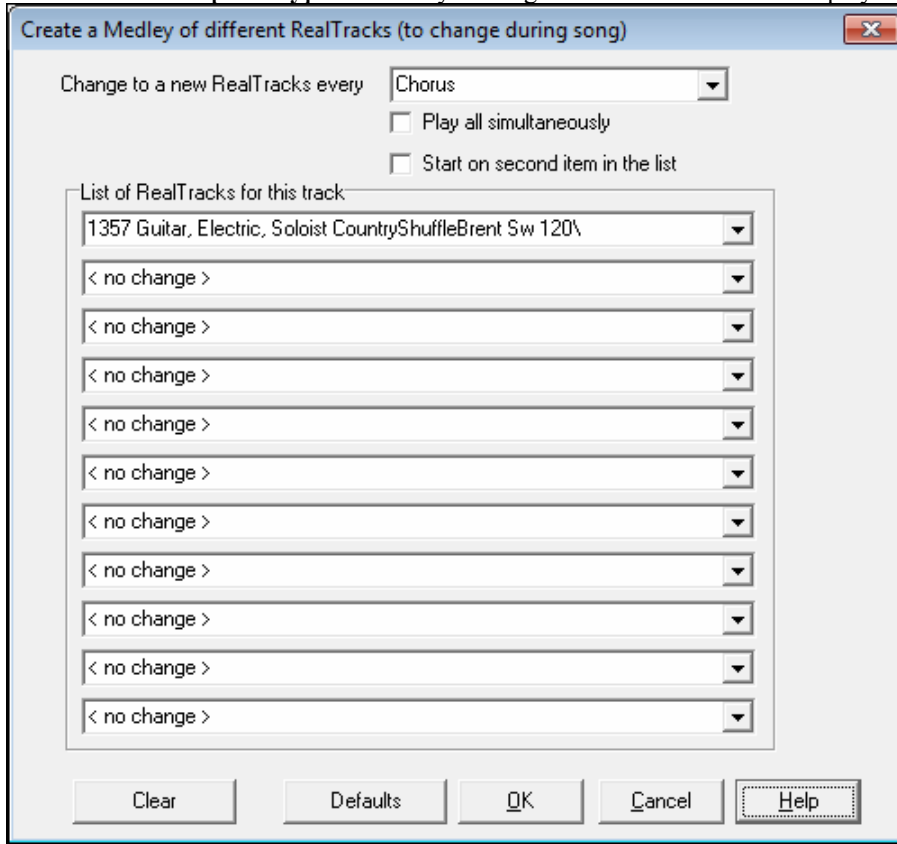 Create a Medley of different RealTracks (to change during song)
Change to a new RealTracks every Chorus
Play all simultaneously
Start on second item in the list
List of RealTracks for this track
1357 Guitar, Electric, Soloist CountryShuffleBrent Sw 120\
< no change >
< no change >
< no change >
< no change >
< no change >
< no change >
< no change >
< no change >
< no change >
< no change >
Clear Defaults OK Cancel Help